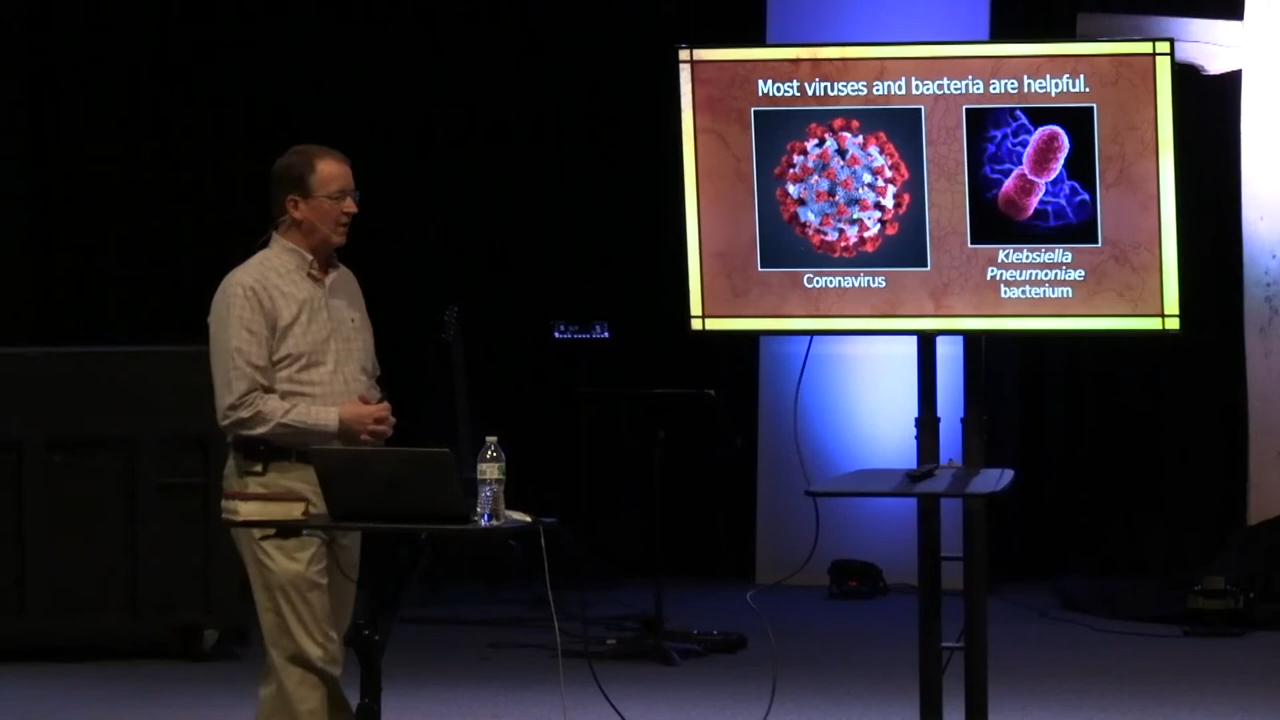 Most viruses and bacteria are helpful.
Coronavirus
Klebsiella
Pneumoniae
bacterium